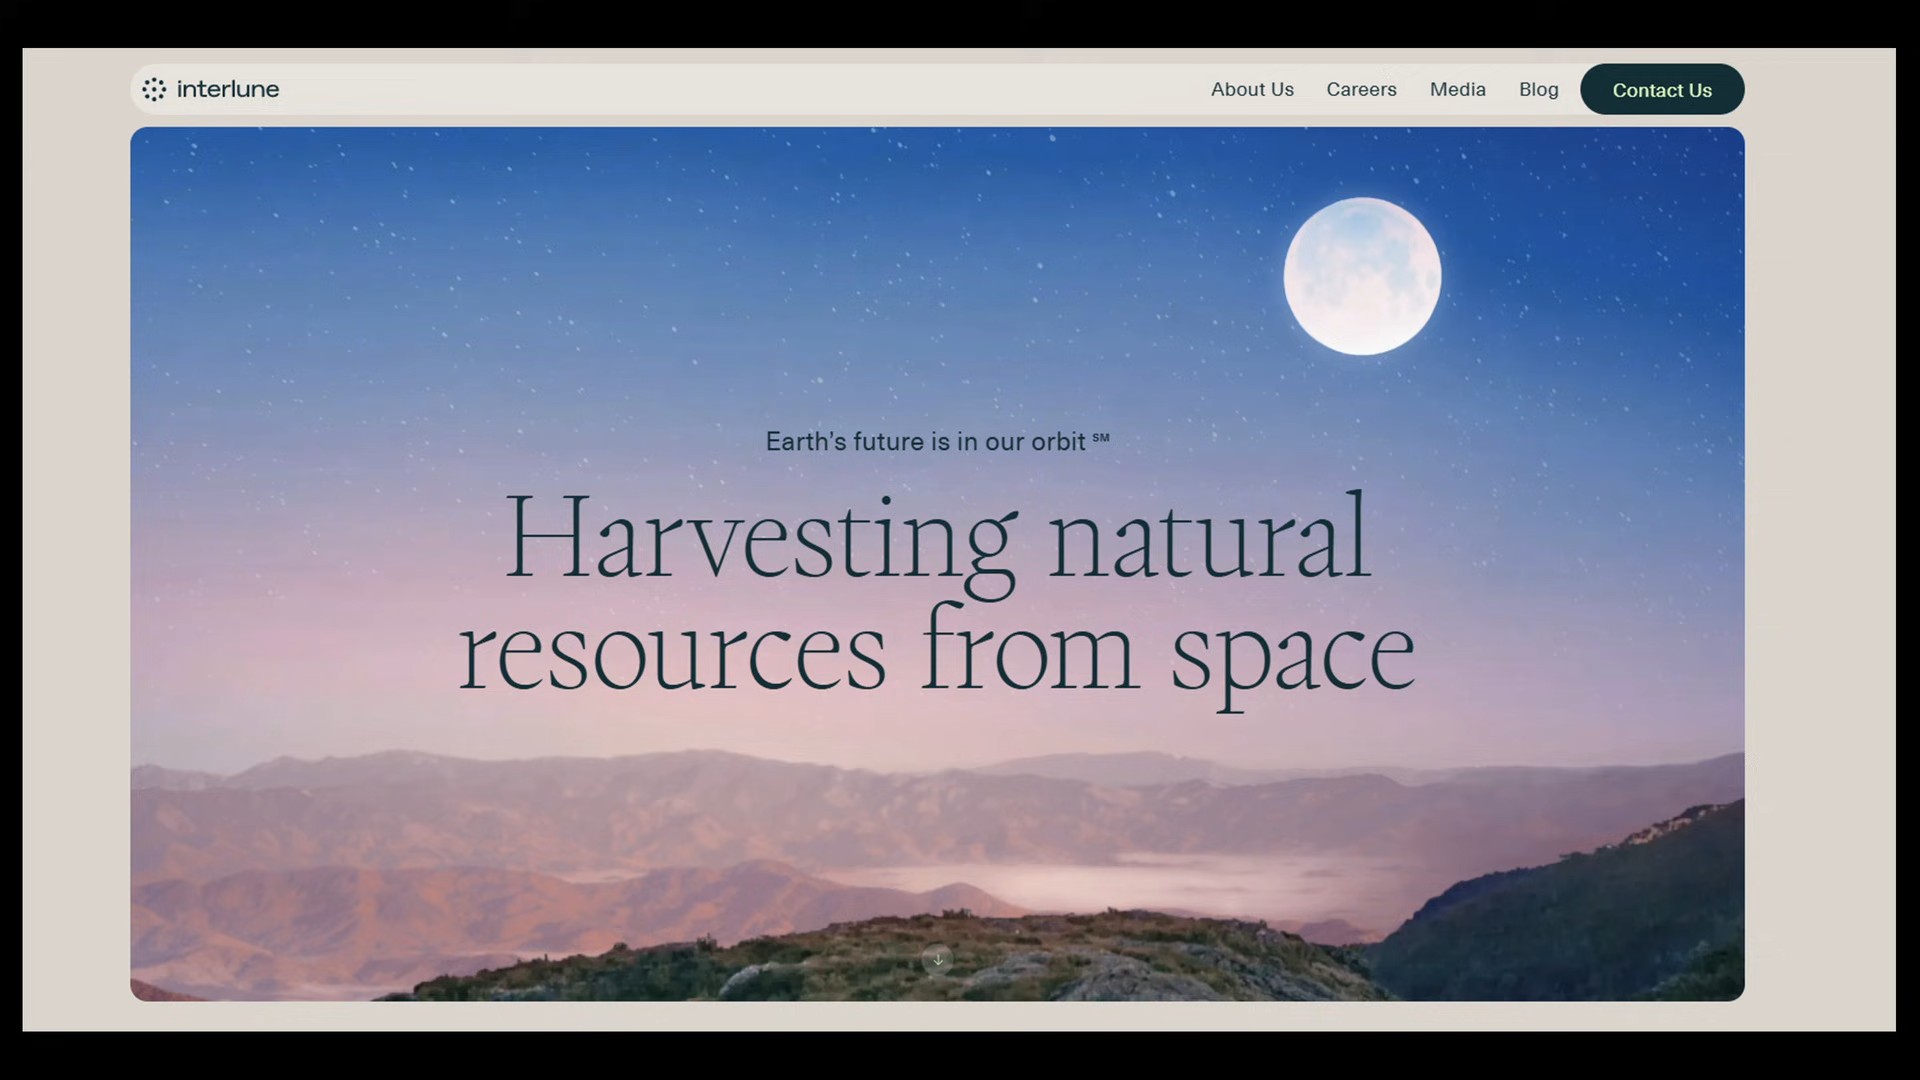 interlune
About Us
Careers
Media
Blog
Contact Us
Earth's future is in our orbit ℠
Harvesting natural
resources from space